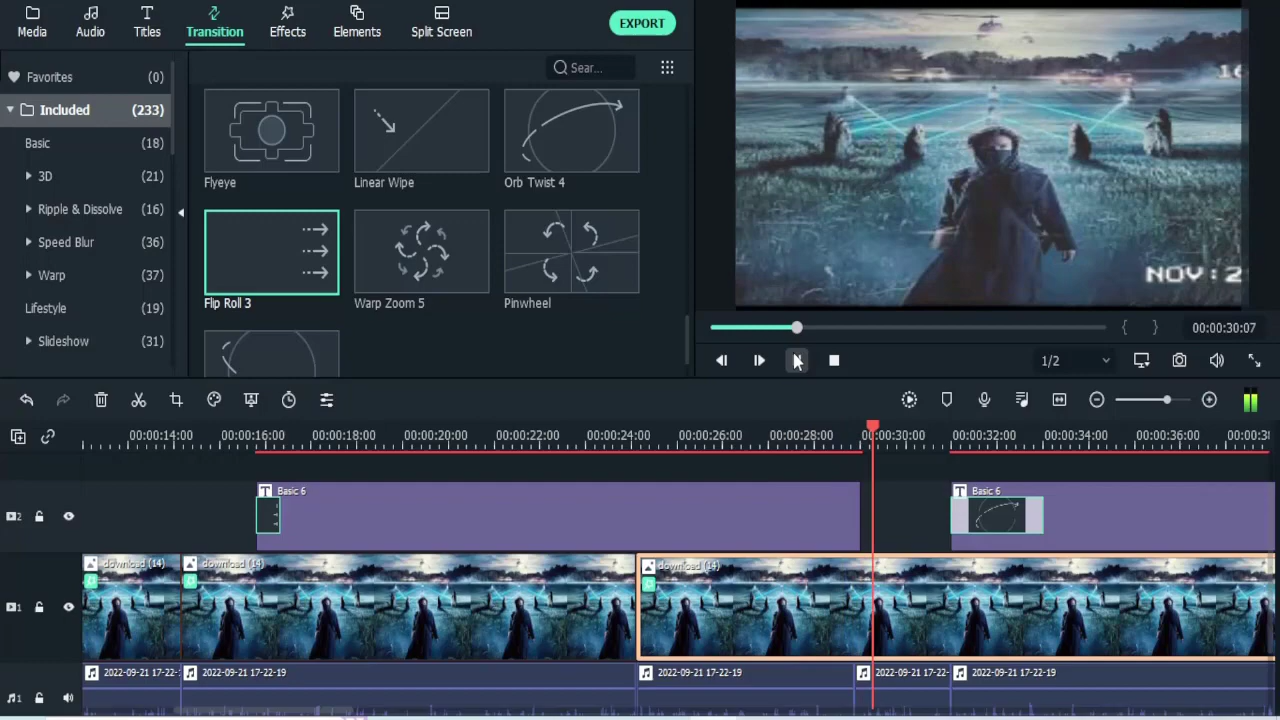 Media Audio Titles Transition Effects Elements Split Screen EXPORT
Favorites (0)
Sear...
Included (233)
Basic (18)
3D (21)
Ripple & Dissolve (16)
Speed Blur (36)
Warp (37)
Lifestyle (19)
Slideshow (31)
Flyeye Linear Wipe Orb Twist 4
Flip Roll 3 Warp Zoom 5 Pinwheel
NOV : 2
00:00:30:07
1/2
00:00:14:00 00:00:16:00 00:00:18:00 00:00:20:00 00:00:22:00 00:00:24:00 00:00:26:00 00:00:28:00 00:00:30:00 00:00:32:00 00:00:34:00 00:00:36:00 00:00:38
T Basic 6 T Basic 6
2
download (14) download (14) download (14)
1
2022-09-21 17-22- 2022-09-21 17-22-19 2022-09-21 17-22-19 2022-09-21 17-22- 2022-09-21 17-22-19
1